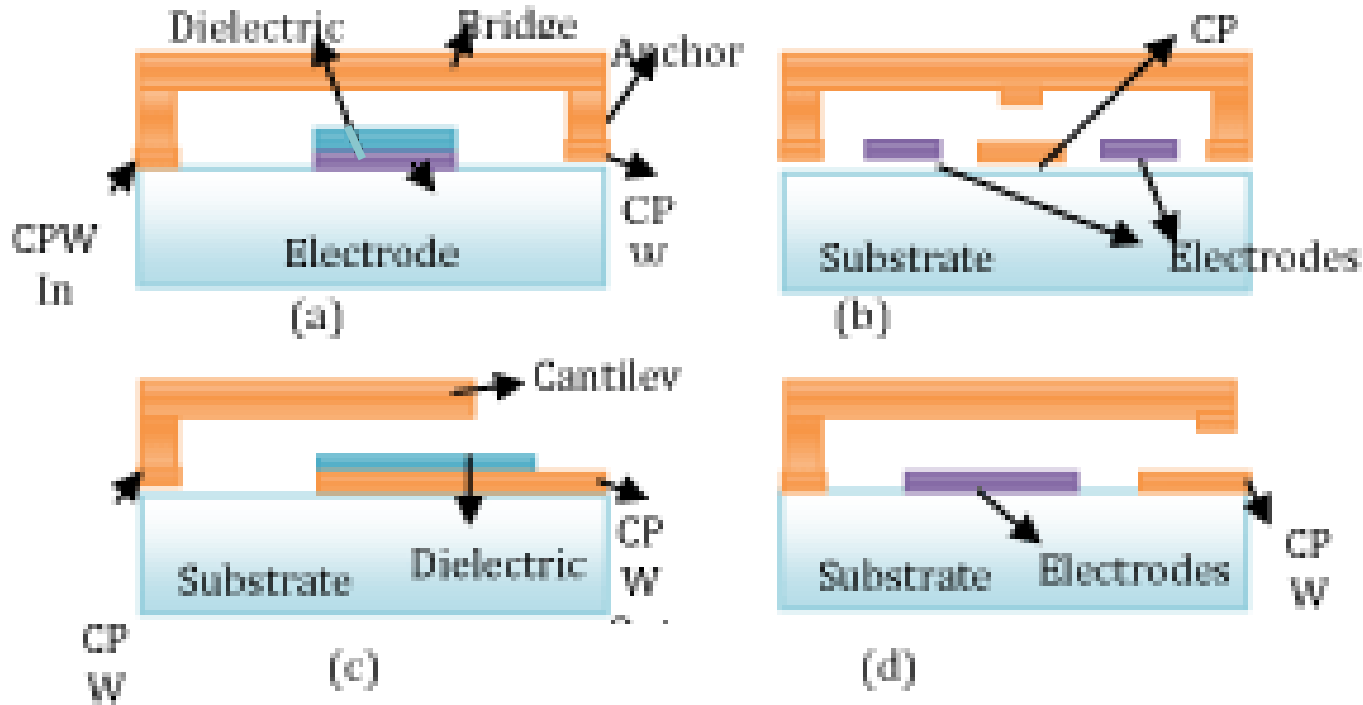 Dielectric
Bridge
Anchor
CPW
In
Electrode
CP
W
(a)
CP
Substrate
Electrodes
(b)
Cantilev
Substrate
Dielectric
CP
W
CP
W
(c)
Substrate
Electrodes
CP
W
(d)